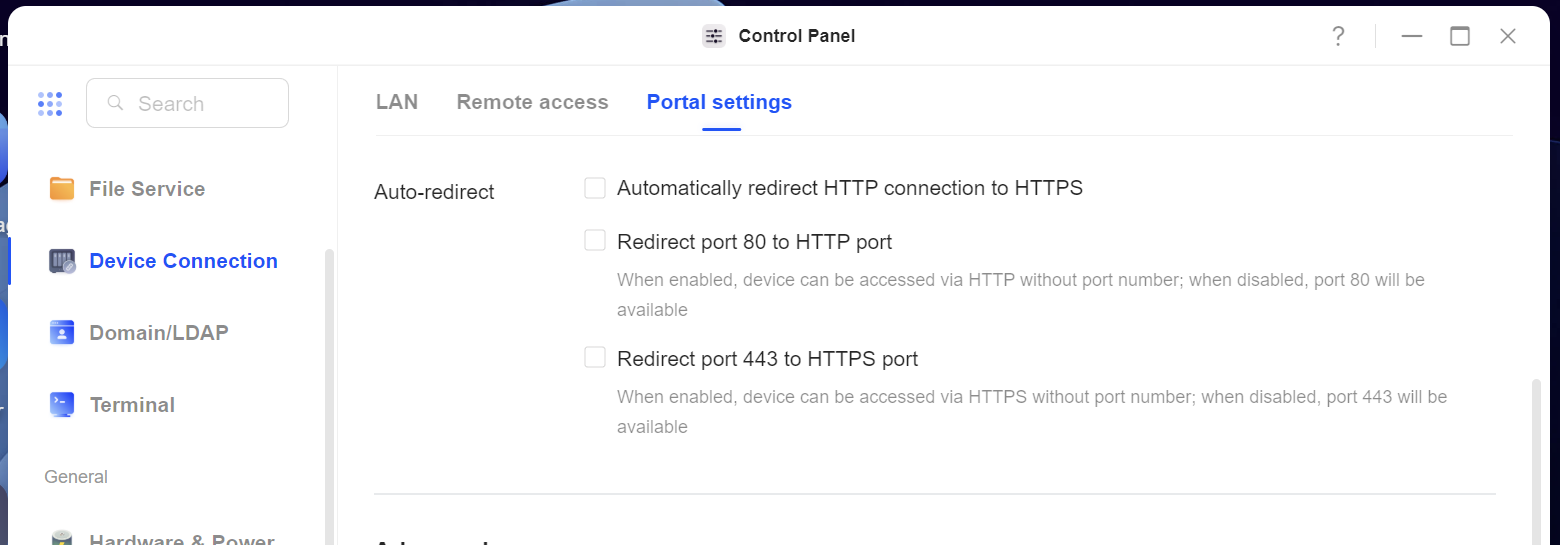 Control Panel
?
Search
LAN
Remote access
Portal settings
File Service
Device Connection
Domain/LDAP
Terminal
General
Hardware & Power
Auto-redirect
Automatically redirect HTTP connection to HTTPS
Redirect port 80 to HTTP port
When enabled, device can be accessed via HTTP without port number; when disabled, port 80 will be
available
Redirect port 443 to HTTPS port
When enabled, device can be accessed via HTTPS without port number; when disabled, port 443 will be
available